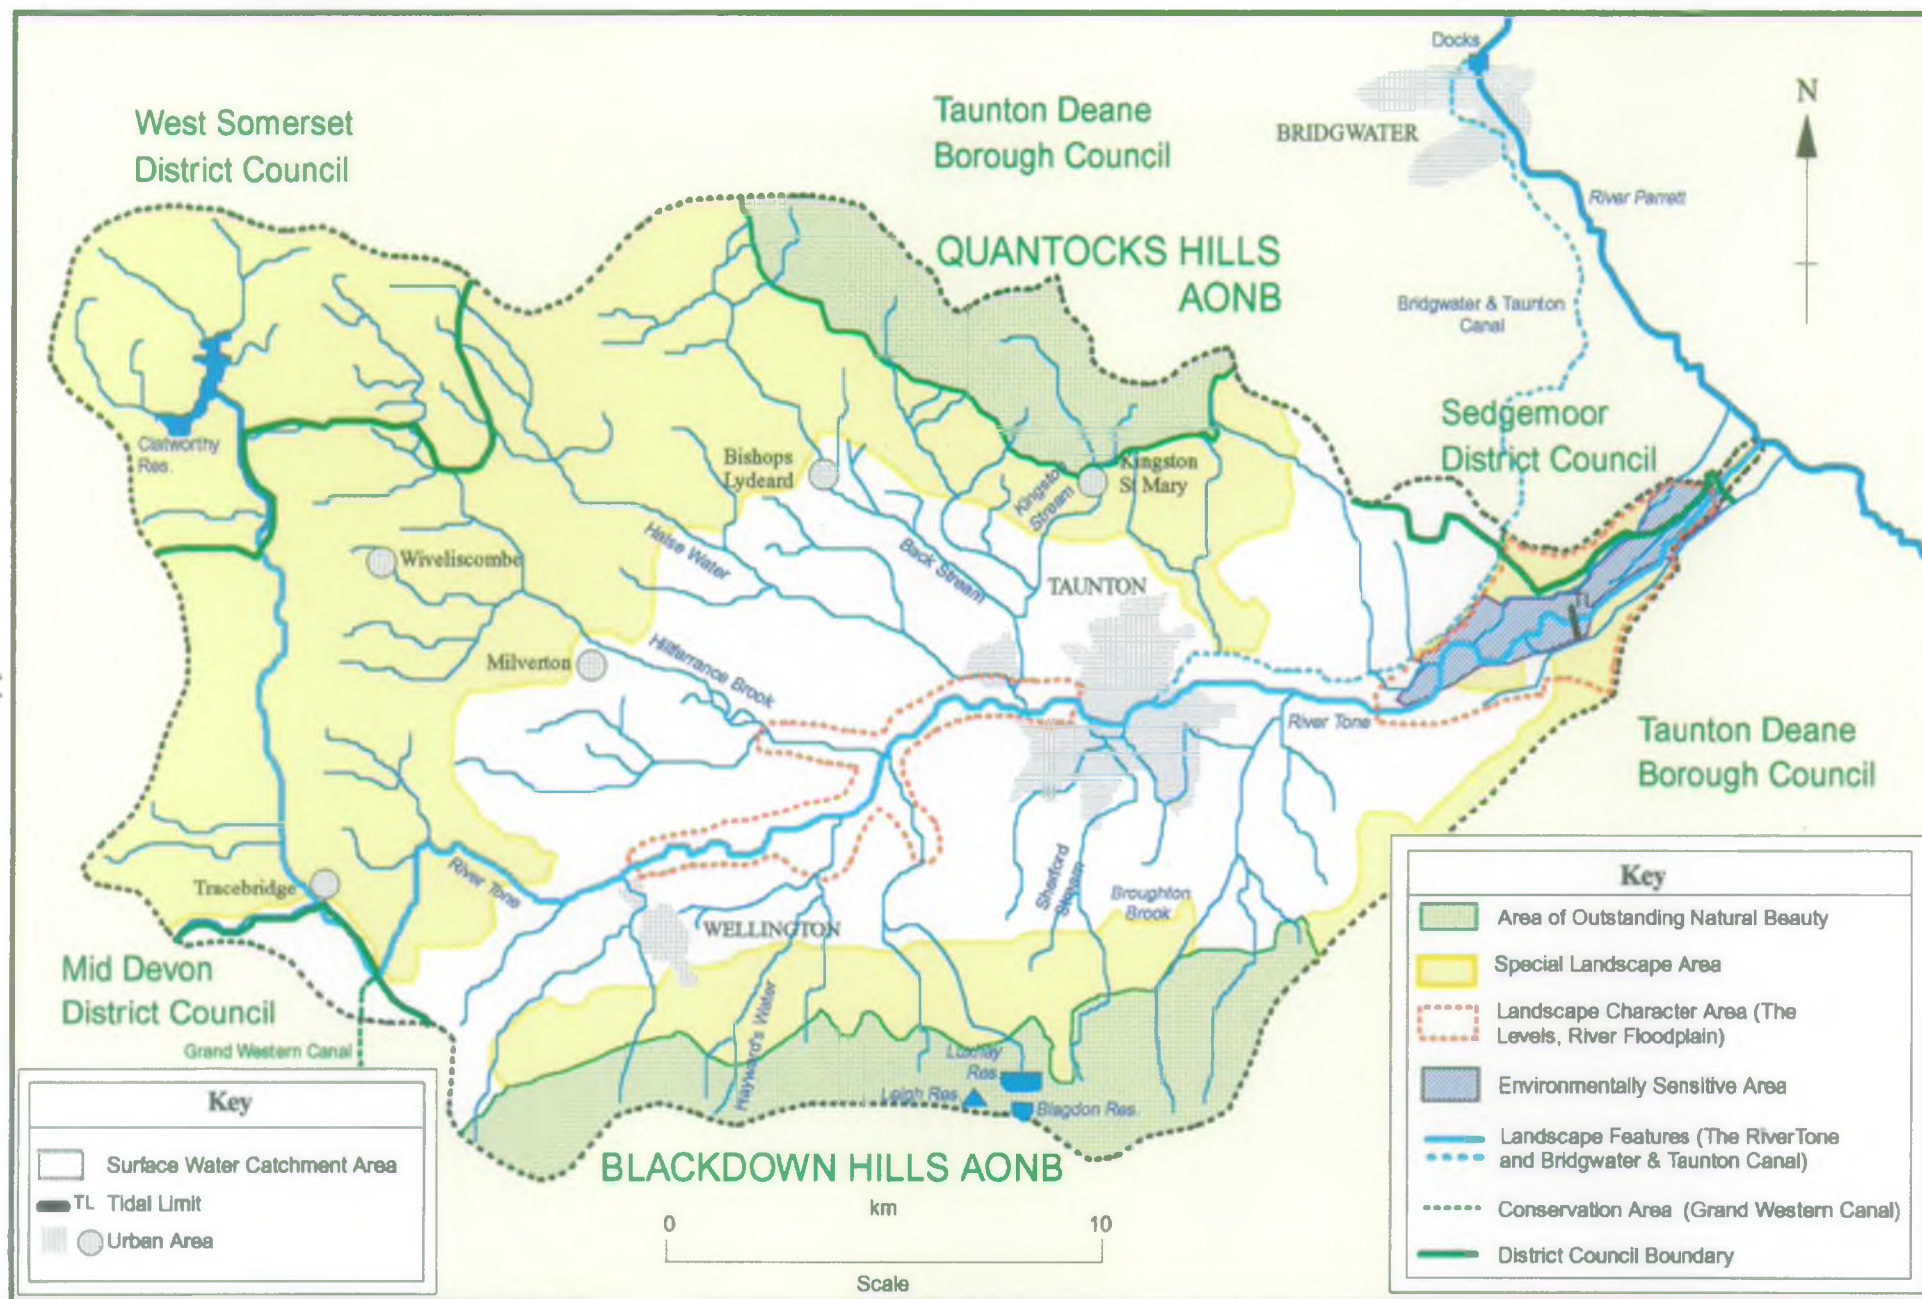 Docks
West Somerset
District Council
Taunton Deane
Borough Council
BRIDGWATER
N
River Parrett
QUANTOCKS HILLS
AONB
Bridgwater & Taunton
Canal
Sedgemoor
District Council
Clatworthy
Res.
Bishops
Lydeard
Kingston
Stream
Kingston
St Mary
Halse Water
Back Stream
Wiveliscombe
TAUNTON
TL
Milverton
Hillfarrance Brook
River Tone
Taunton Deane
Borough Council
River Tone
Tracebridge
Sherford
Stream
Broughton
Brook
WELLINGTON
Mid Devon
District Council
Hayward's Water
Grand Western Canal
Luxhay
Res.
Leigh Res.
Blagdon Res.
BLACKDOWN HILLS AONB
km
0 10
Scale
Key
Surface Water Catchment Area
TL Tidal Limit
Urban Area
Key
Area of Outstanding Natural Beauty
Special Landscape Area
Landscape Character Area (The
Levels, River Floodplain)
Environmentally Sensitive Area
Landscape Features (The RiverTone
and Bridgwater & Taunton Canal)
Conservation Area (Grand Western Canal)
District Council Boundary